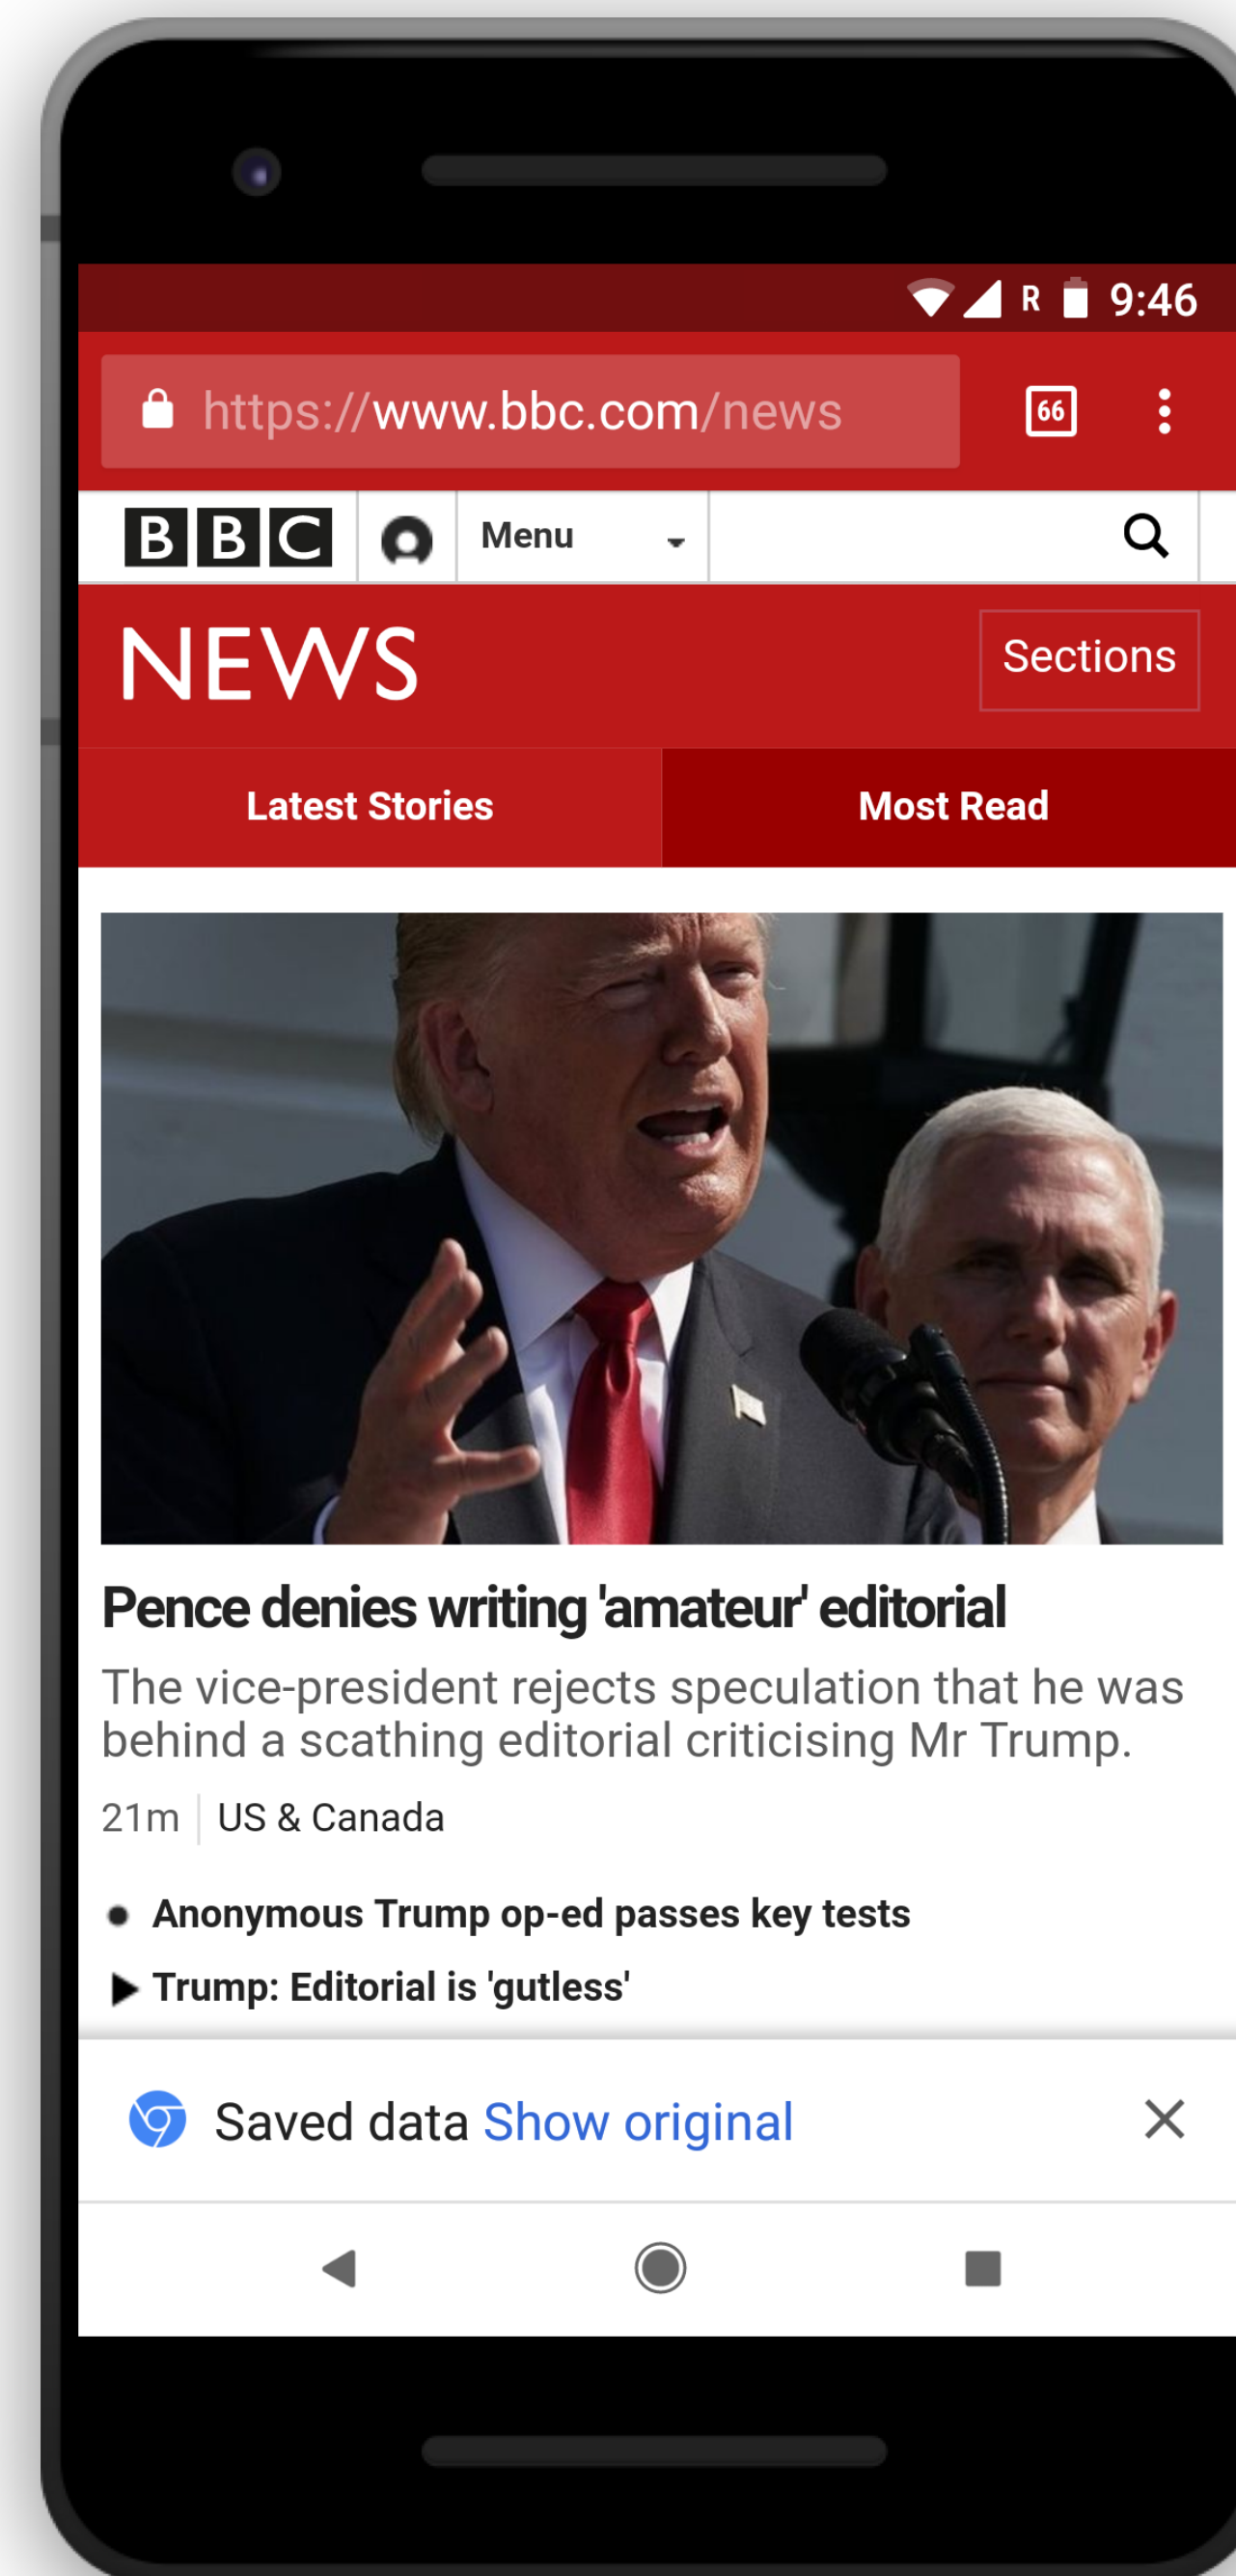 R 9:46
https://www.bbc.com/news 66
BBC Menu
NEWS Sections
Latest Stories Most Read
Pence denies writing 'amateur' editorial
The vice-president rejects speculation that he was
behind a scathing editorial criticising Mr Trump.
21m US & Canada
Anonymous Trump op-ed passes key tests
Trump: Editorial is 'gutless'
Saved data Show original